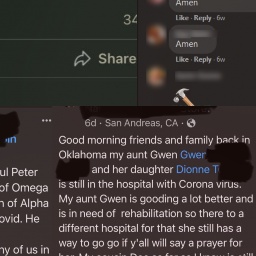 34
Share
Amen
Like · Reply · 6w
Amen
Like · Reply · 6w
6d · San Andreas, CA ·
in
ul Peter
of Omega
n of Alpha
ovid. He
ny of us in
Good morning friends and family back in
Oklahoma my aunt Gwen Gwer
and her daughter Dionne T
is still in the hospital with Corona virus.
My aunt Gwen is gooding a lot better and
is in need of rehabilitation so there to a
different hospital for that she still has a
way to go go if y'all will say a prayer for